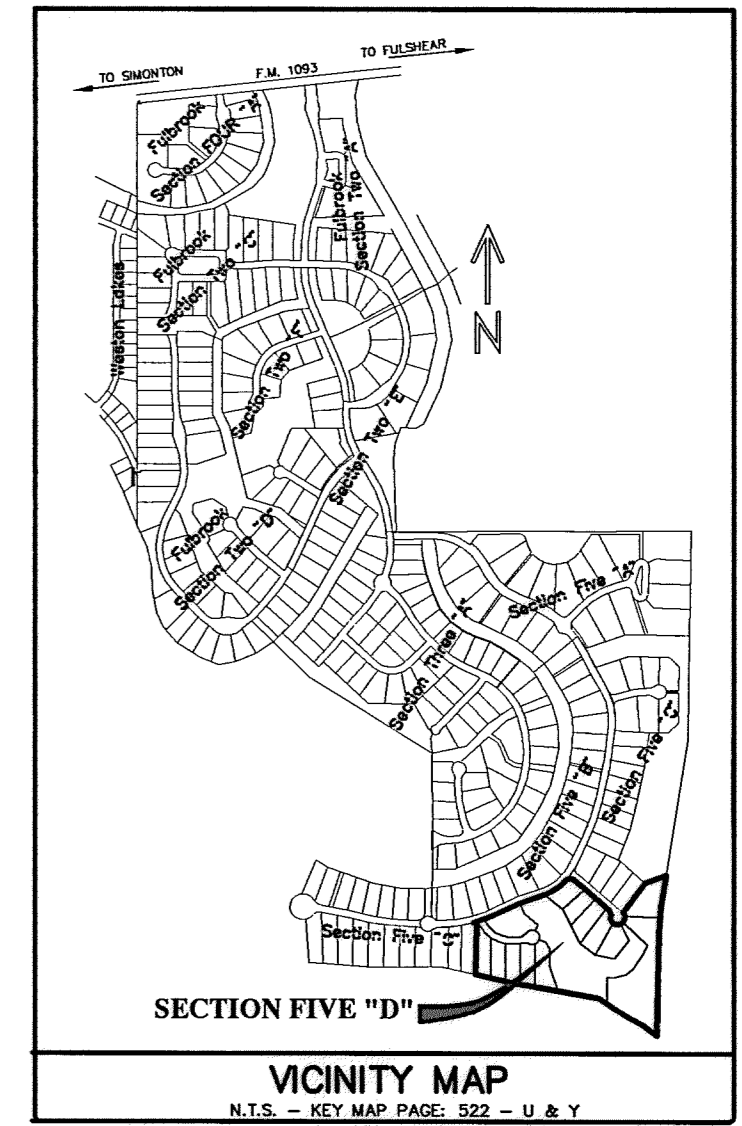 TO SIMONTON
F.M. 1093
TO FULSHEAR
Fulbrook
Section FOUR "A"
Fulbrook
Section Two "A"
Fulbrook
Section Two "C"
Weston Lakes
Section Two
Section Two "E"
N
Fulbrook
Section Two "D"
Section Five "A"
Section Three "A"
Section Five "C"
Section Five "B"
Section Five "C"
SECTION FIVE "D"
VICINITY MAP
N.T.S. – KEY MAP PAGE: 522 – U & Y